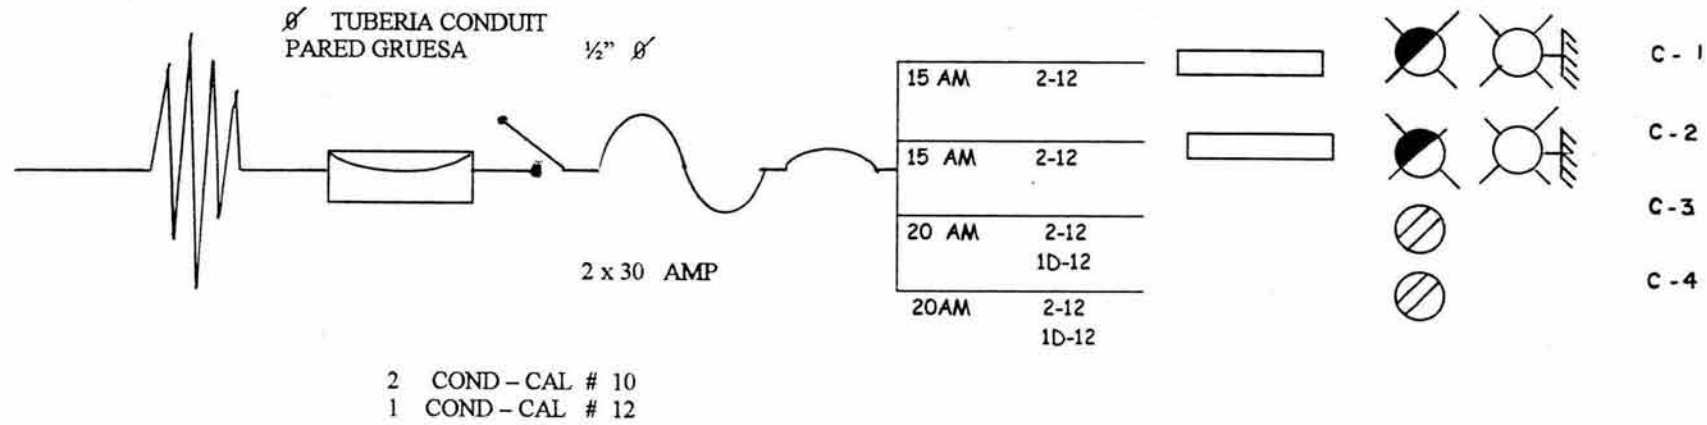 Ø TUBERIA CONDUIT
PARED GRUESA ½” Ø
15 AM 2-12
C - 1
15 AM 2-12
C - 2
20 AM 2-12
1D-12
C - 3
20AM 2-12
1D-12
C - 4
2 x 30 AMP
2 COND – CAL # 10
1 COND – CAL # 12